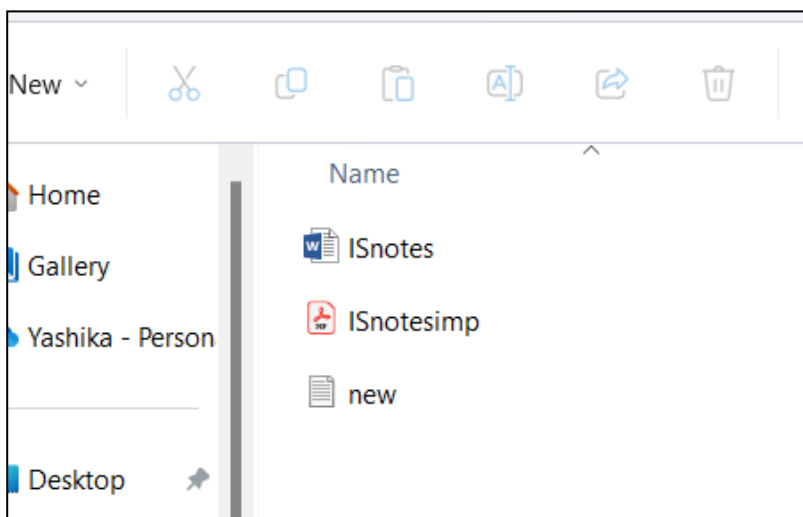 New
Name
Home
ISnotes
Gallery
ISnotesimp
Yashika - Person
new
Desktop